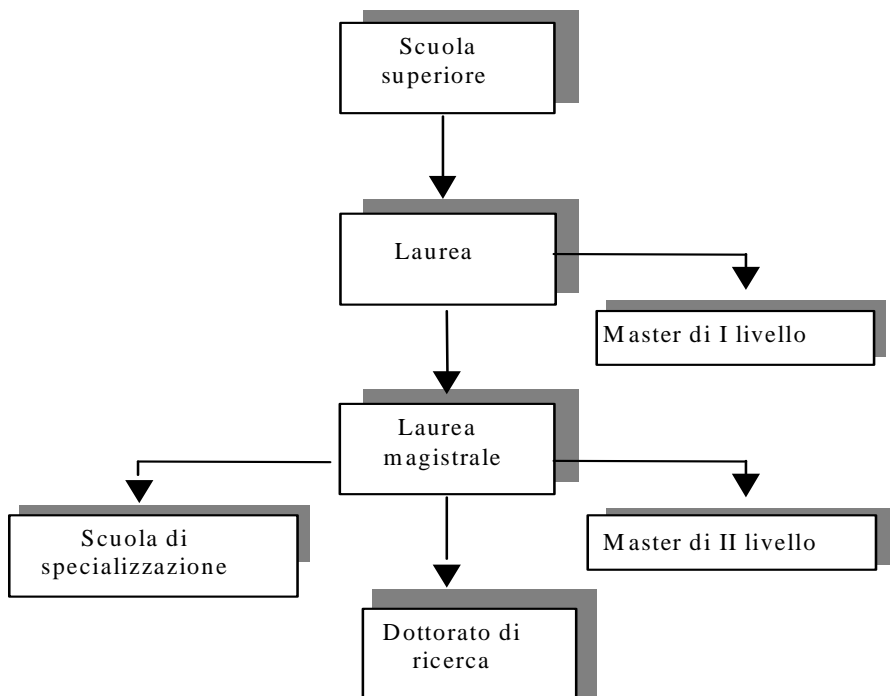 Scuola
superiore
Laurea
Master di I livello
Laurea
magistrale
Scuola di
specializzazione
Master di II livello
Dottorato di
ricerca